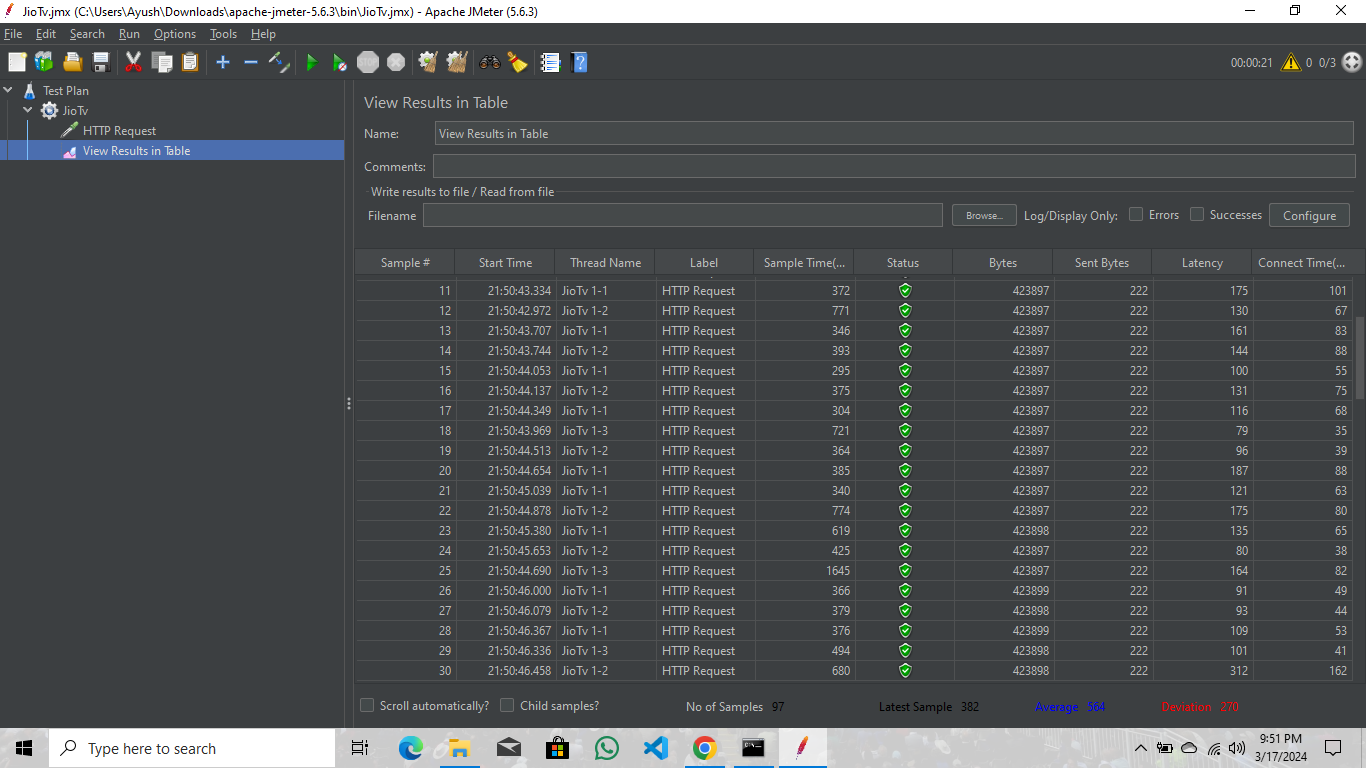 JioTv.jmx (C:\Users\Ayush\Downloads\apache-jmeter-5.6.3\bin\JioTv.jmx) - Apache JMeter (5.6.3)
File Edit Search Run Options Tools Help
STOP 00:00:21 0 0/3
Test Plan
JioTv
HTTP Request
View Results in Table
View Results in Table
Name: View Results in Table
Comments:
Write results to file / Read from file
Filename Browse... Log/Display Only: Errors Successes Configure
Sample # Start Time Thread Name Label Sample Time(... Status Bytes Sent Bytes Latency Connect Time(...
11 21:50:43.334 JioTv 1-1 HTTP Request 372 423897 222 175 101
12 21:50:42.972 JioTv 1-2 HTTP Request 771 423897 222 130 67
13 21:50:43.707 JioTv 1-1 HTTP Request 346 423897 222 161 83
14 21:50:43.744 JioTv 1-2 HTTP Request 393 423897 222 144 88
15 21:50:44.053 JioTv 1-1 HTTP Request 295 423897 222 100 55
16 21:50:44.137 JioTv 1-2 HTTP Request 375 423897 222 131 75
17 21:50:44.349 JioTv 1-1 HTTP Request 304 423897 222 116 68
18 21:50:43.969 JioTv 1-3 HTTP Request 721 423897 222 79 35
19 21:50:44.513 JioTv 1-2 HTTP Request 364 423897 222 96 39
20 21:50:44.654 JioTv 1-1 HTTP Request 385 423897 222 187 88
21 21:50:45.039 JioTv 1-1 HTTP Request 340 423897 222 121 63
22 21:50:44.878 JioTv 1-2 HTTP Request 774 423897 222 175 80
23 21:50:45.380 JioTv 1-1 HTTP Request 619 423898 222 135 65
24 21:50:45.653 JioTv 1-2 HTTP Request 425 423897 222 80 38
25 21:50:44.690 JioTv 1-3 HTTP Request 1645 423897 222 164 82
26 21:50:46.000 JioTv 1-1 HTTP Request 366 423899 222 91 49
27 21:50:46.079 JioTv 1-2 HTTP Request 379 423898 222 93 44
28 21:50:46.367 JioTv 1-1 HTTP Request 376 423899 222 109 53
29 21:50:46.336 JioTv 1-3 HTTP Request 494 423898 222 101 41
30 21:50:46.458 JioTv 1-2 HTTP Request 680 423898 222 312 162
Scroll automatically? Child samples? No of Samples 97 Latest Sample 382 Average 564 Deviation 270
Type here to search
9:51 PM
3/17/2024